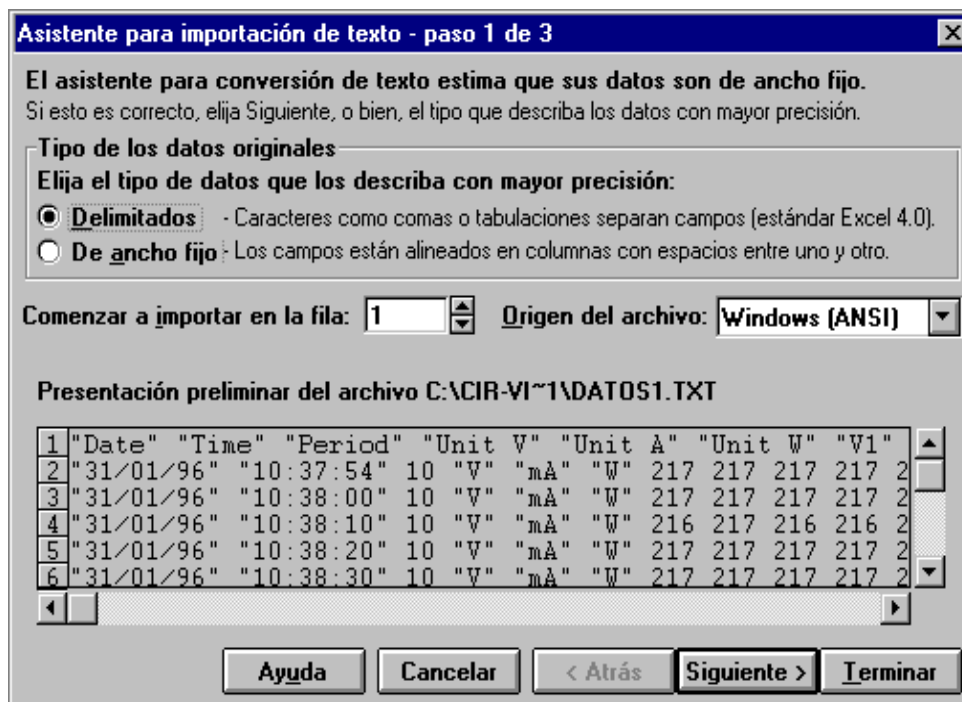 Asistente para importación de texto - paso 1 de 3
El asistente para conversión de texto estima que sus datos son de ancho fijo.
Si esto es correcto, elija Siguiente, o bien, el tipo que describa los datos con mayor precisión.
Tipo de los datos originales
Elija el tipo de datos que los describa con mayor precisión:
Delimitados - Caracteres como comas o tabulaciones separan campos (estándar Excel 4.0).
De ancho fijo - Los campos están alineados en columnas con espacios entre uno y otro.
Comenzar a importar en la fila: 1 Origen del archivo: Windows (ANSI)
Presentación preliminar del archivo C:\CIR-VI~1\DATOS1.TXT
1 "Date" "Time" "Period" "Unit V" "Unit A" "Unit W" "V1"
2 "31/01/96" "10:37:54" 10 "V" "mA" "W" 217 217 217 217 2
3 "31/01/96" "10:38:00" 10 "V" "mA" "W" 217 217 217 217 2
4 "31/01/96" "10:38:10" 10 "V" "mA" "W" 216 217 216 216 2
5 "31/01/96" "10:38:20" 10 "V" "mA" "W" 217 217 217 217 2
6 "31/01/96" "10:38:30" 10 "V" "mA" "W" 217 217 217 217 2
Ayuda Cancelar < Atrás Siguiente > Terminar